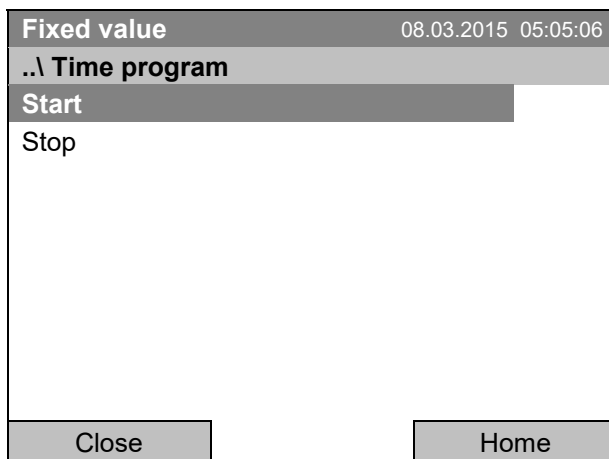 Fixed value 08.03.2015 05:05:06
..\ Time program
Start
Stop
Close Home